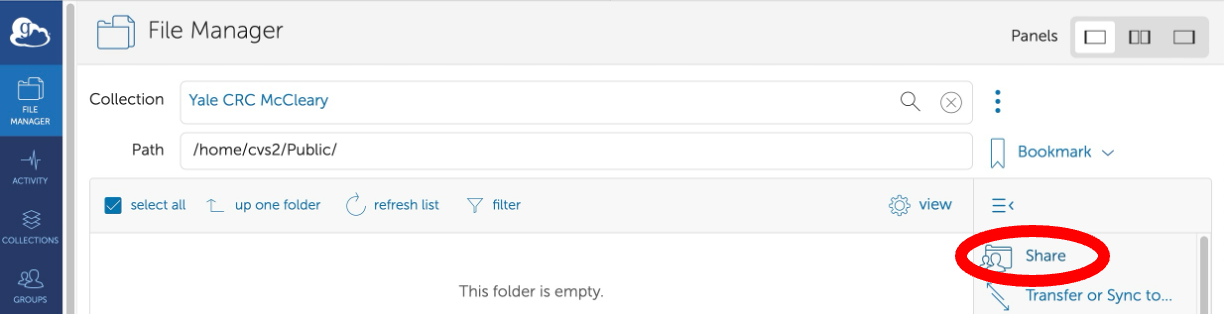 g
File Manager
Panels
FILE
MANAGER
Collection
Yale CRC McCleary
Path
/home/cvs2/Public/
Bookmark
ACTIVITY
select all
up one folder
refresh list
filter
view
COLLECTIONS
Share
GROUPS
This folder is empty.
Transfer or Sync to...